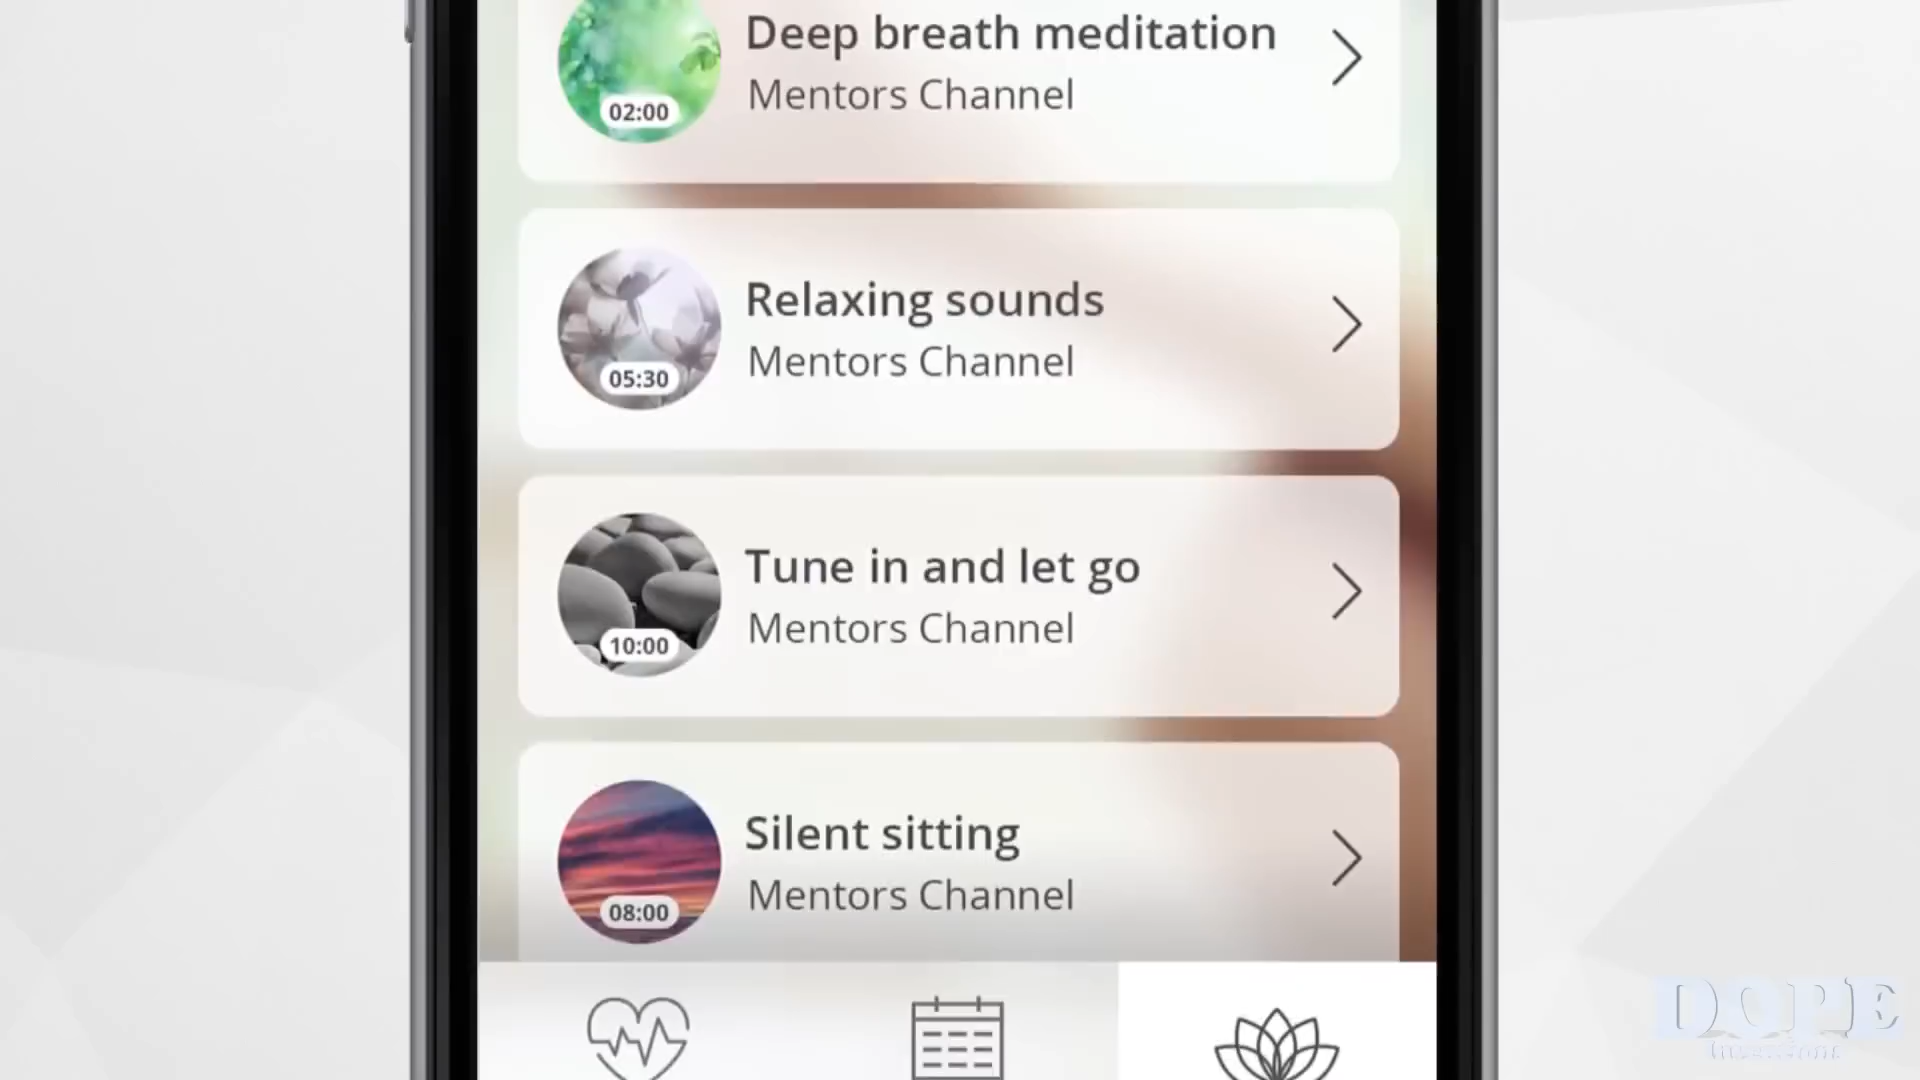 Deep breath meditation
Mentors Channel
02:00
Relaxing sounds
Mentors Channel
05:30
Tune in and let go
Mentors Channel
10:00
Silent sitting
Mentors Channel
08:00
DOPE
Inventions